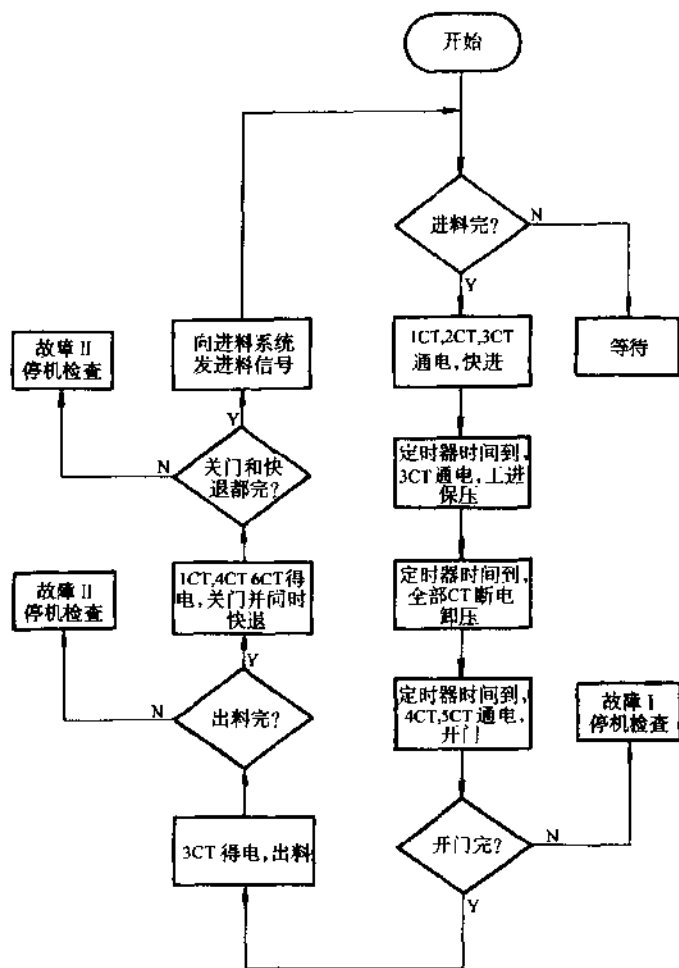 开始
进料完?
N
Y
等待
1CT,2CT,3CT
通电,快进
定时器时间到,
3CT通电,工进
保压
定时器时间到,
全部CT断电
卸压
定时器时间到,
4CT,5CT通电,
开门
开门完?
N
故障 I
停机检查
Y
3CT得电,出料
出料完?
N
故障 II
停机检查
Y
1CT,4CT 6CT得
电,关门并同时
快退
关门和快
退都完?
N
故障 II
停机检查
Y
向进料系统
发进料信号